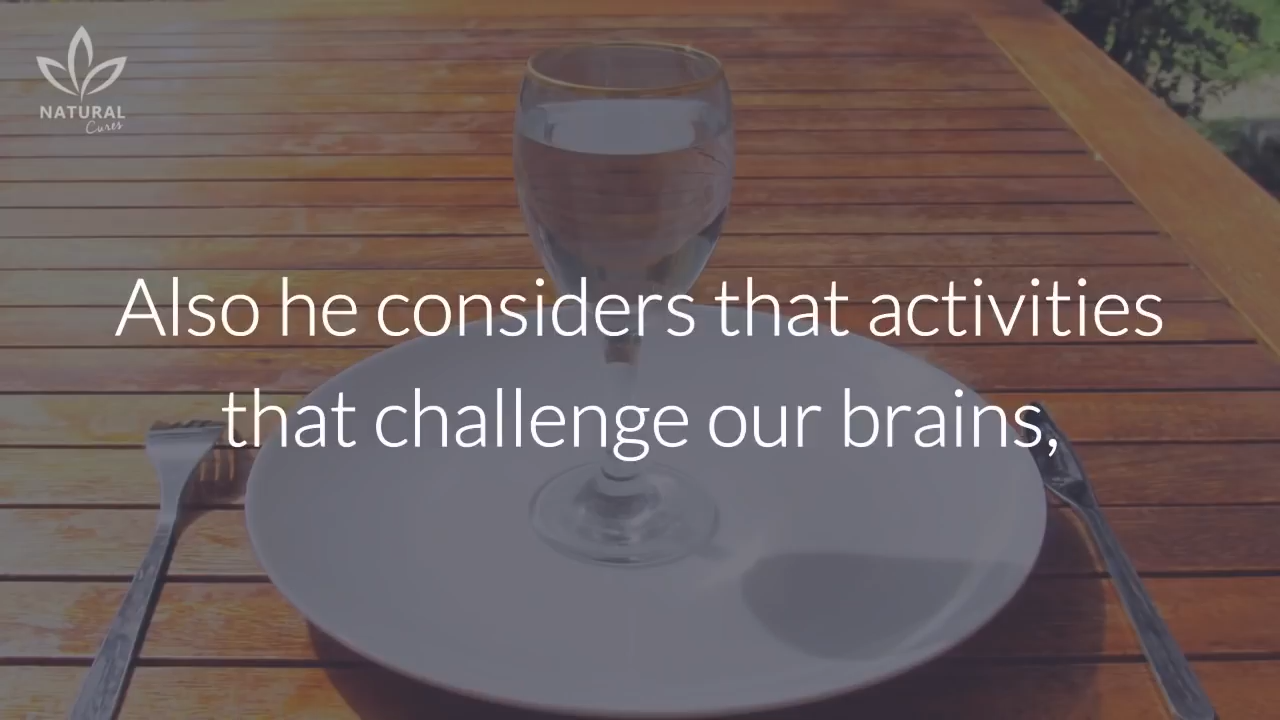 NATURAL
Cures
Also he considers that activities
that challenge our brains,